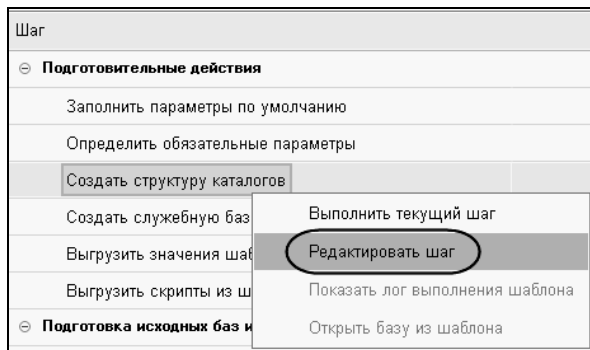 Шаг
Подготовительные действия
Заполнить параметры по умолчанию
Определить обязательные параметры
Создать структуру каталогов
Создать служебную баз
Выполнить текущий шаг
Выгрузить значения шаб
Редактировать шаг
Выгрузить скрипты из ш
Показать лог выполнения шаблона
Подготовка исходных баз и
Открыть базу из шаблона